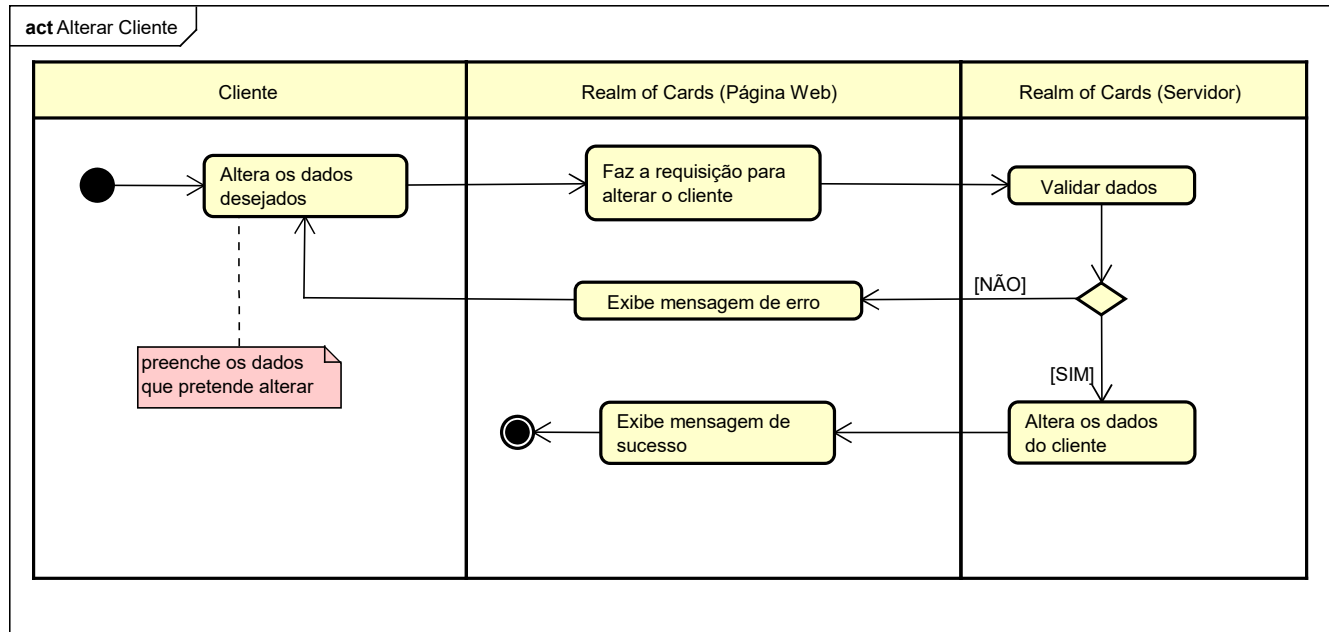 act Alterar Cliente
Cliente
Realm of Cards (Página Web)
Realm of Cards (Servidor)
Altera os dados
desejados
Faz a requisição para
alterar o cliente
Validar dados
[NÃO]
Exibe mensagem de erro
preenche os dados
que pretende alterar
[SIM]
Exibe mensagem de
sucesso
Altera os dados
do cliente